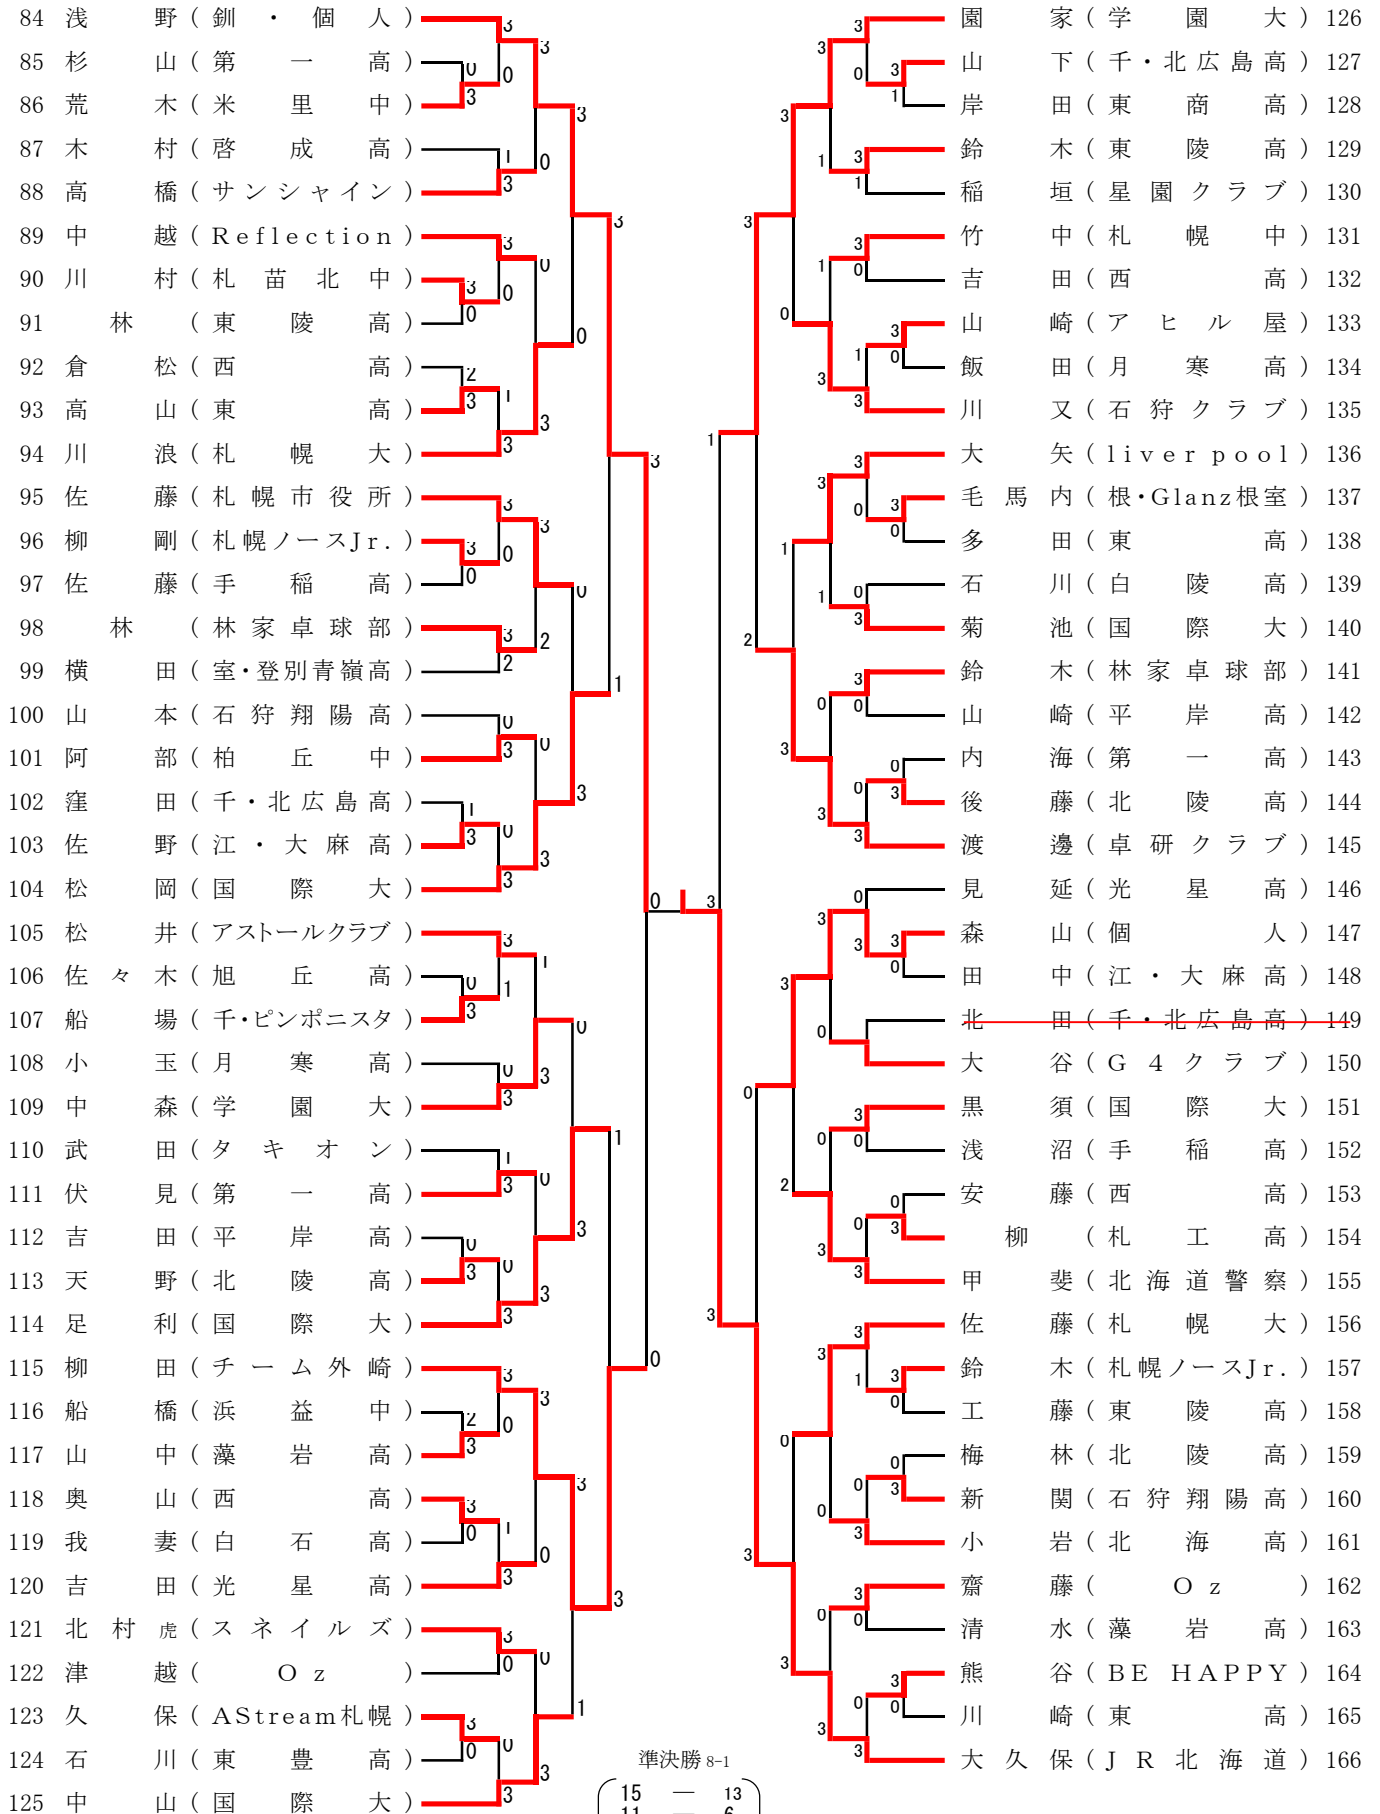 84 浅野（釧・個人）
85 杉山（第一高）
86 荒木（米里中）
87 木村（啓成高）
88 高橋（サンシャイン）
89 中越（Reflection）
90 川村（札苗北中）
91 林（東陵高）
92 倉松（西高）
93 高山（東高）
94 川浪（札幌大）
95 佐藤（札幌市役所）
96 柳剛（札幌ノースJr.）
97 佐藤（手稲高）
98 林（林家卓球部）
99 横田（室・登別青嶺高）
100 山本（石狩翔陽高）
101 阿部（柏丘中）
102 窪田（千・北広島高）
103 佐野（江・大麻高）
104 松岡（国際大）
105 松井（アストールクラブ）
106 佐々木（旭丘高）
107 船場（千・ピンポニスタ）
108 小玉（月寒高）
109 中森（学園大）
110 武田（タキオン）
111 伏見（第一高）
112 吉田（平岸高）
113 天野（北陵高）
114 足利（国際大）
115 柳田（チーム外崎）
116 船橋（浜益中）
117 山中（藻岩高）
118 奥山（西高）
119 我妻（白石高）
120 吉田（光星高）
121 北村虎（スネイルズ）
122 津越（Oz）
123 久保（AStream札幌）
124 石川（東豊高）
125 中山（国際大）
園家（学園大）126
山下（千・北広島高）127
岸田（東商高）128
鈴木（東陵高）129
稲垣（星園クラブ）130
竹中（札幌中）131
吉田（西高）132
山崎（アヒル屋）133
飯田（月寒高）134
川又（石狩クラブ）135
大矢（liver pool）136
毛馬内（根・Glanz根室）137
多田（東高）138
石川（白陵高）139
菊池（国際大）140
鈴木（林家卓球部）141
山崎（平岸高）142
内海（第一高）143
後藤（北陵高）144
渡邊（卓研クラブ）145
見延（光星高）146
森山（個人）147
田中（江・大麻高）148
北田（千・北広島高）149
大谷（G4クラブ）150
黒須（国際大）151
浅沼（手稲高）152
安藤（西高）153
柳（札工高）154
甲斐（北海道警察）155
佐藤（札幌大）156
鈴木（札幌ノースJr.）157
工藤（東陵高）158
梅林（北陵高）159
新関（石狩翔陽高）160
小岩（北海高）161
齋藤（Oz）162
清水（藻岩高）163
熊谷（BE HAPPY）164
川崎（東高）165
大久保（JR北海道）166
準決勝 8-1
15 ― 13